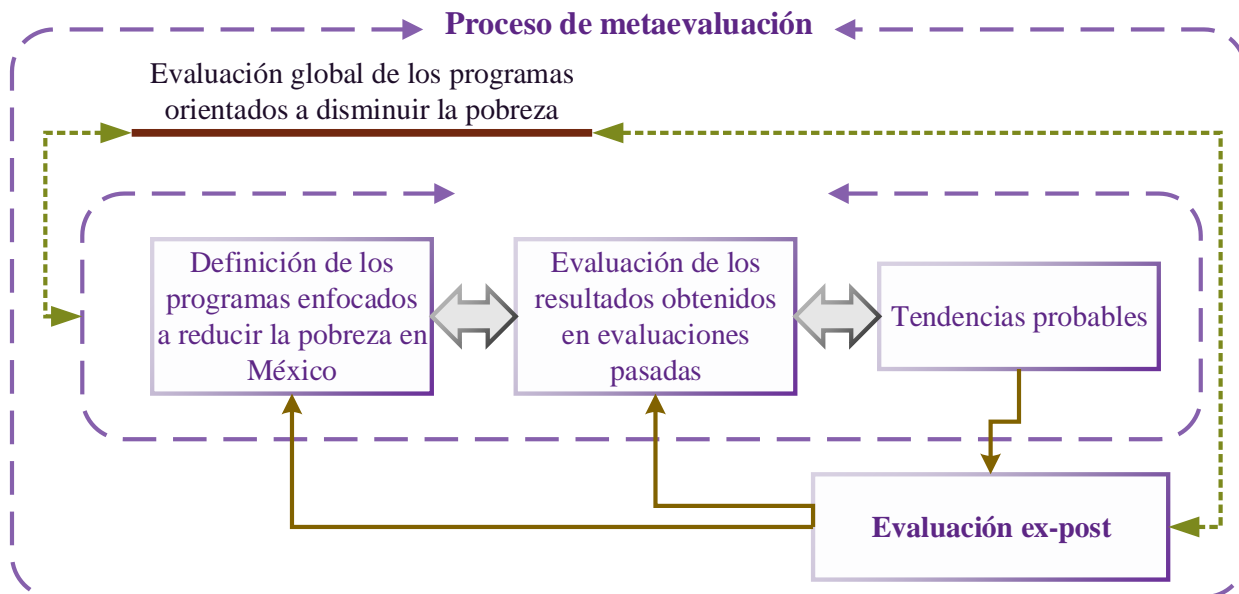 Proceso de metaevaluación
Evaluación global de los programas
orientados a disminuir la pobreza
Definición de los
programas enfocados
a reducir la pobreza en
México
Evaluación de los
resultados obtenidos
en evaluaciones
pasadas
Tendencias probables
Evaluación ex-post